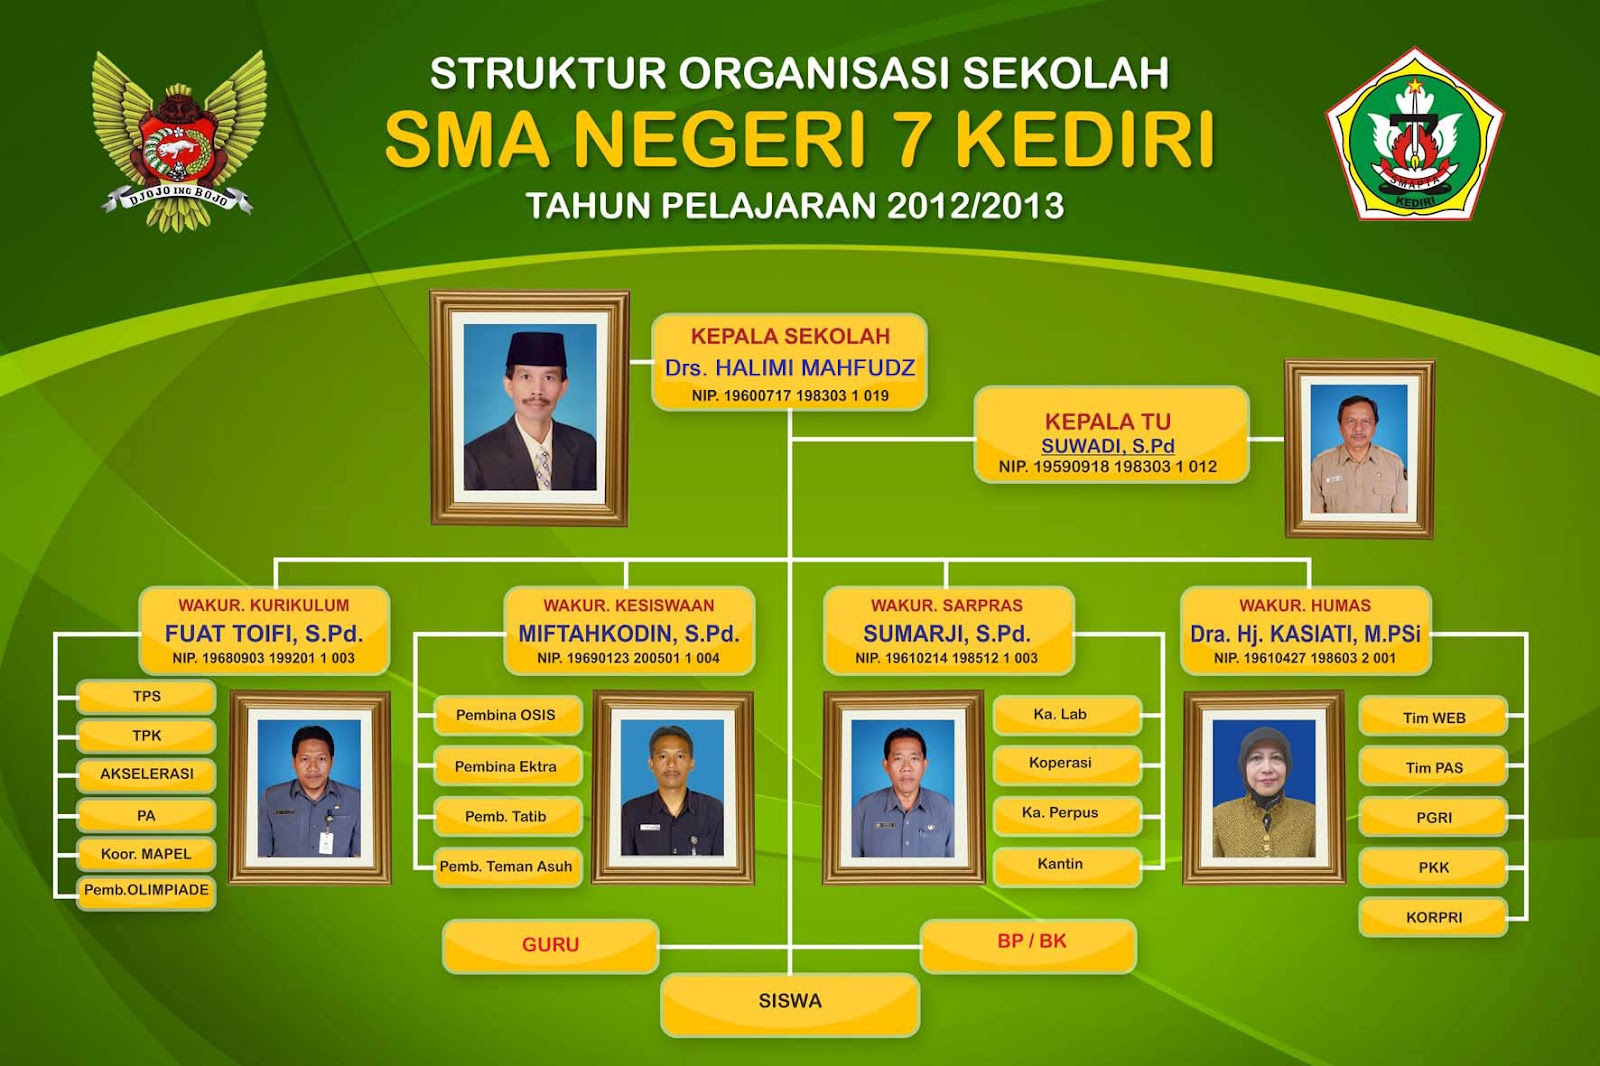 STRUKTUR ORGANISASI SEKOLAH
SMA NEGERI 7 KEDIRI
TAHUN PELAJARAN 2012/2013
DJOJO ING BOJO
7
SMAPTA
KEDIRI
KEPALA SEKOLAH
Drs. HALIMI MAHFUDZ
NIP. 19600717 198303 1 019
KEPALA TU
SUWADI, S.Pd
NIP. 19590918 198303 1 012
WAKUR. KURIKULUM
FUAT TOIFI, S.Pd.
NIP. 19680903 199201 1 003
TPS
TPK
AKSELERASI
PA
Koor. MAPEL
Pemb.OLIMPIADE
WAKUR. KESISWAAN
MIFTAHKODIN, S.Pd.
NIP. 19690123 200501 1 004
Pembina OSIS
Pembina Ektra
Pemb. Tatib
Pemb. Teman Asuh
WAKUR. SARPRAS
SUMARJI, S.Pd.
NIP. 19610214 198512 1 003
Ka. Lab
Koperasi
Ka. Perpus
Kantin
WAKUR. HUMAS
Dra. Hj. KASIATI, M.PSi
NIP. 19610427 198603 2 001
Tim WEB
Tim PAS
PGRI
PKK
KORPRI
GURU
BP / BK
SISWA